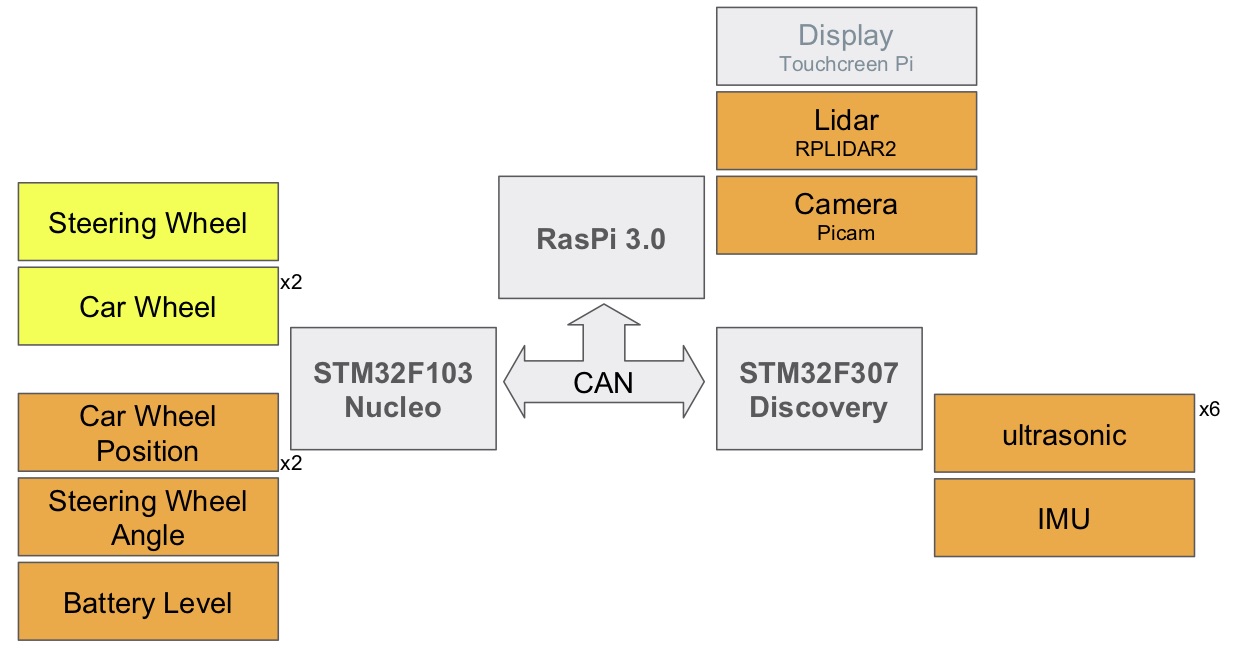 Display
Touchcreen Pi
Lidar
RPLIDAR2
Camera
Picam
RasPi 3.0
Steering Wheel
Car Wheel
x2
STM32F103
Nucleo
CAN
STM32F307
Discovery
Car Wheel
Position
x2
Steering Wheel
Angle
Battery Level
ultrasonic
x6
IMU